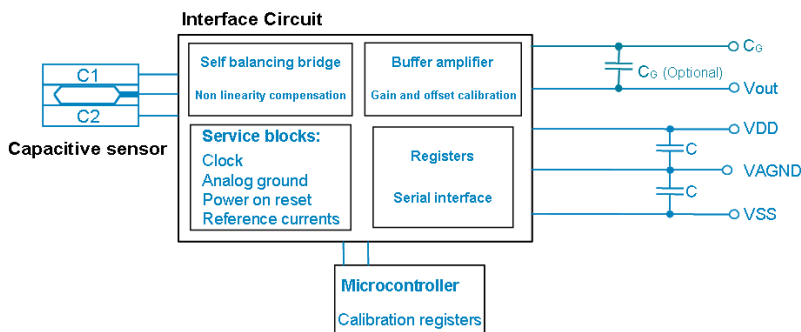 Interface Circuit
C1
C2
Capacitive sensor
Self balancing bridge
Non linearity compensation
Buffer amplifier
Gain and offset calibration
Service blocks:
Clock
Analog ground
Power on reset
Reference currents
Registers
Serial interface
CG
CG (Optional)
Vout
VDD
C
VAGND
C
VSS
Microcontroller
Calibration registers